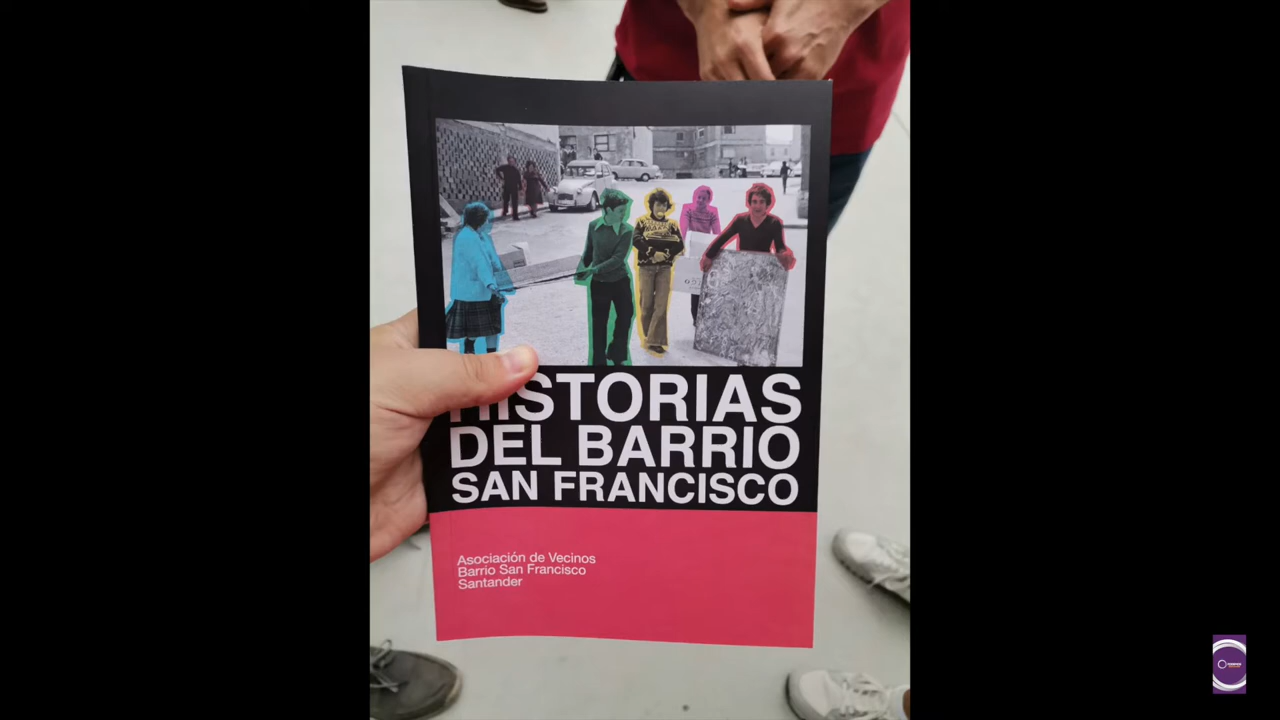 HISTORIAS
DEL BARRIO
SAN FRANCISCO
Asociación de Vecinos
Barrio San Francisco
Santander